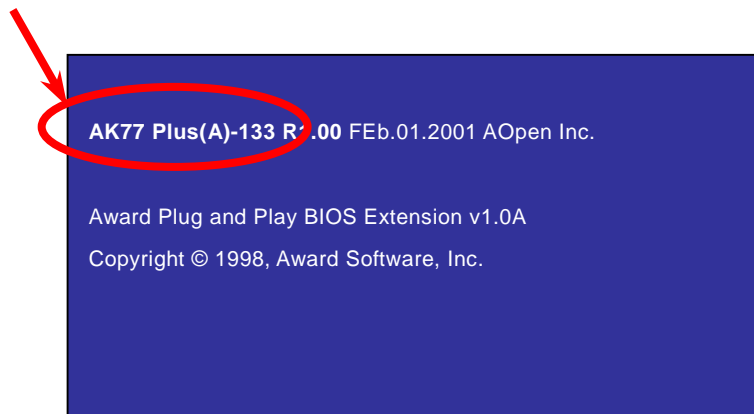 AK77 Plus(A)-133 R1.00 FEb.01.2001 AOpen Inc.
Award Plug and Play BIOS Extension v1.0A
Copyright © 1998, Award Software, Inc.